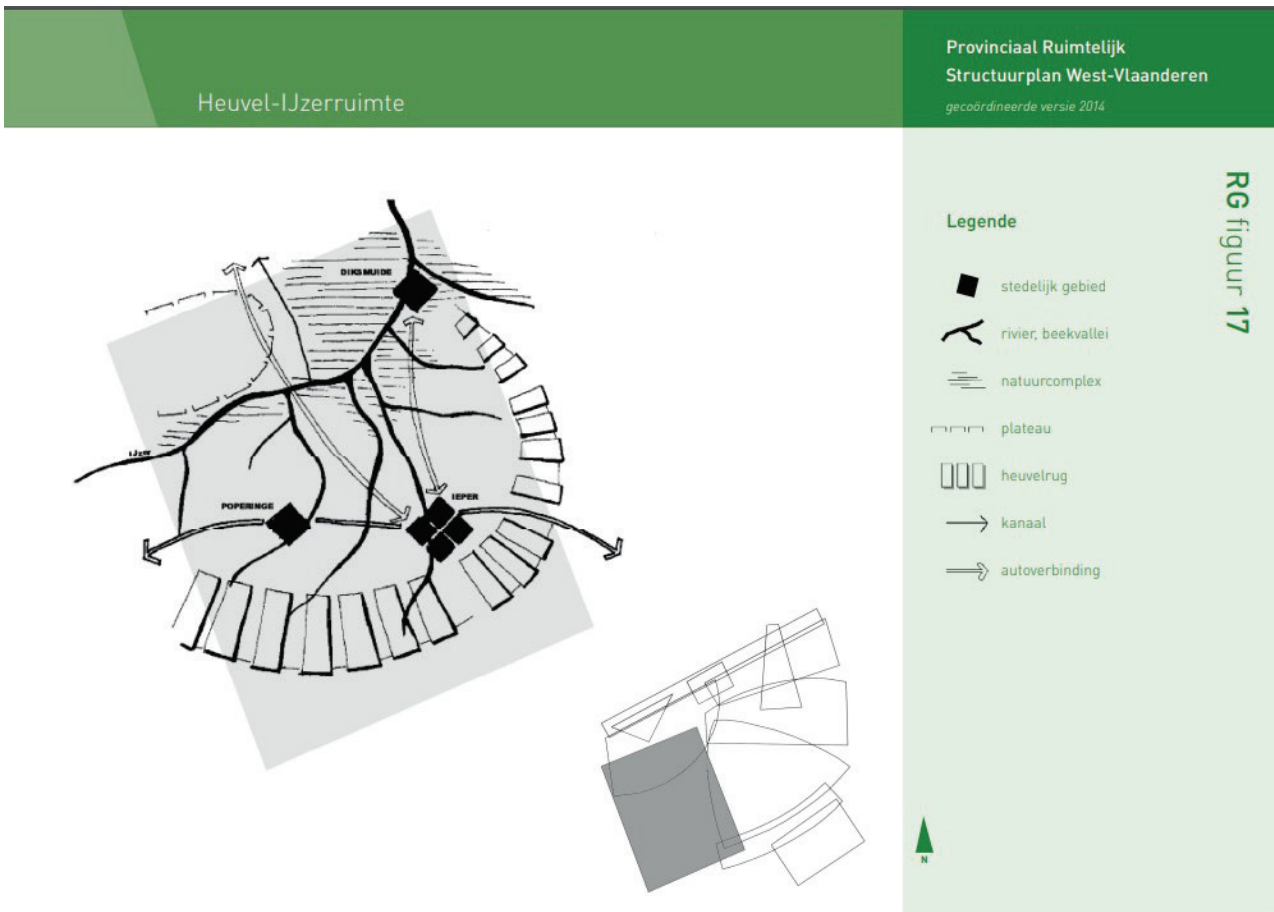 Heuvel-IJzerruimte
Provinciaal Ruimtelijk
Structuurplan West-Vlaanderen
gecoördineerde versie 2014
RG figuur 17
DIKSMUIDE
IJzer
POPERINGE
IEPER
Legende
stedelijk gebied
rivier, beekvallei
natuurcomplex
plateau
heuvelrug
kanaal
autoverbinding
N